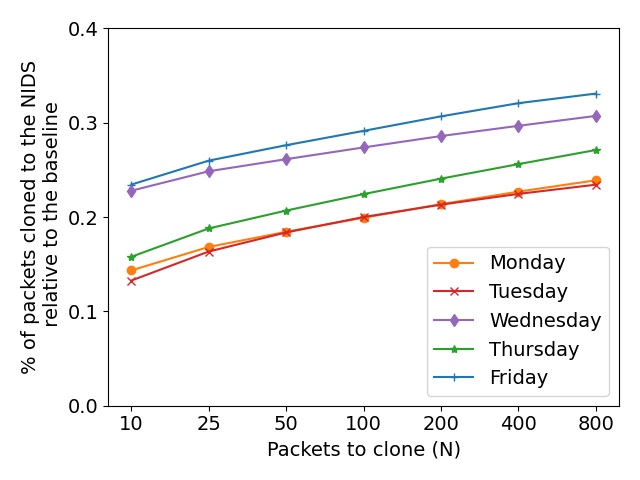 % of packets cloned to the NIDS
relative to the baseline
0.4
0.3
0.2
0.1
0.0
10 25 50 100 200 400 800
Packets to clone (N)
Monday
Tuesday
Wednesday
Thursday
Friday